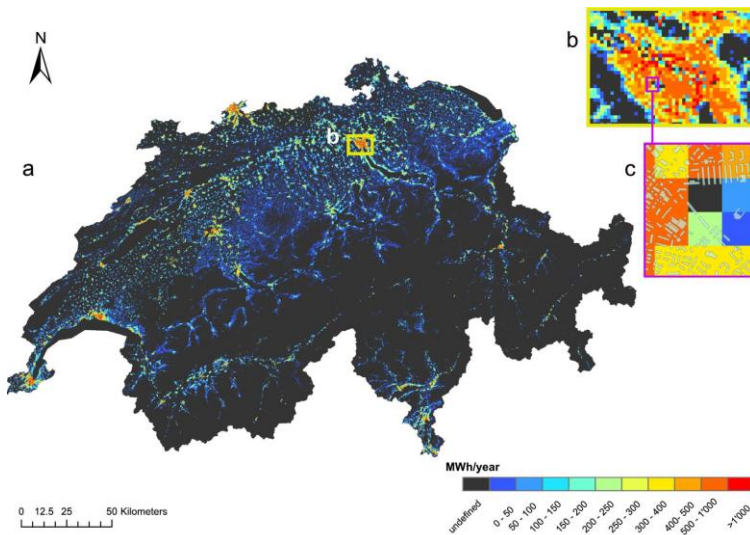 N
b
b
a
c
MWh/year
undefined
0 - 50
50 - 100
100 - 150
150 - 200
200 - 250
250 - 300
300 - 400
400- 500
500 - 1'000
>1'000
0 12.5 25 50 Kilometers